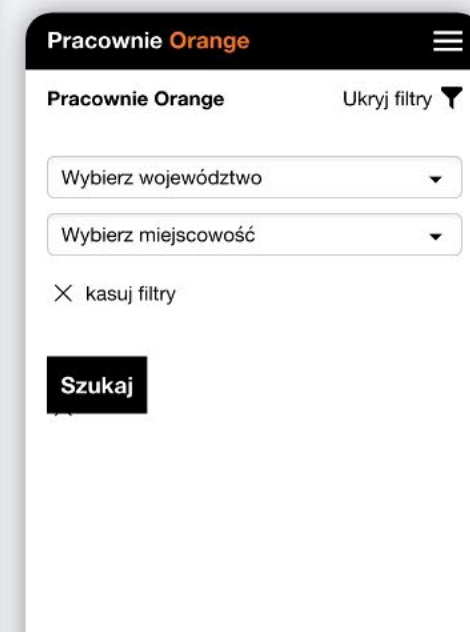 Pracownie Orange
Pracownie Orange Ukryj filtry
Wybierz województwo
Wybierz miejscowość
kasuj filtry
Szukaj